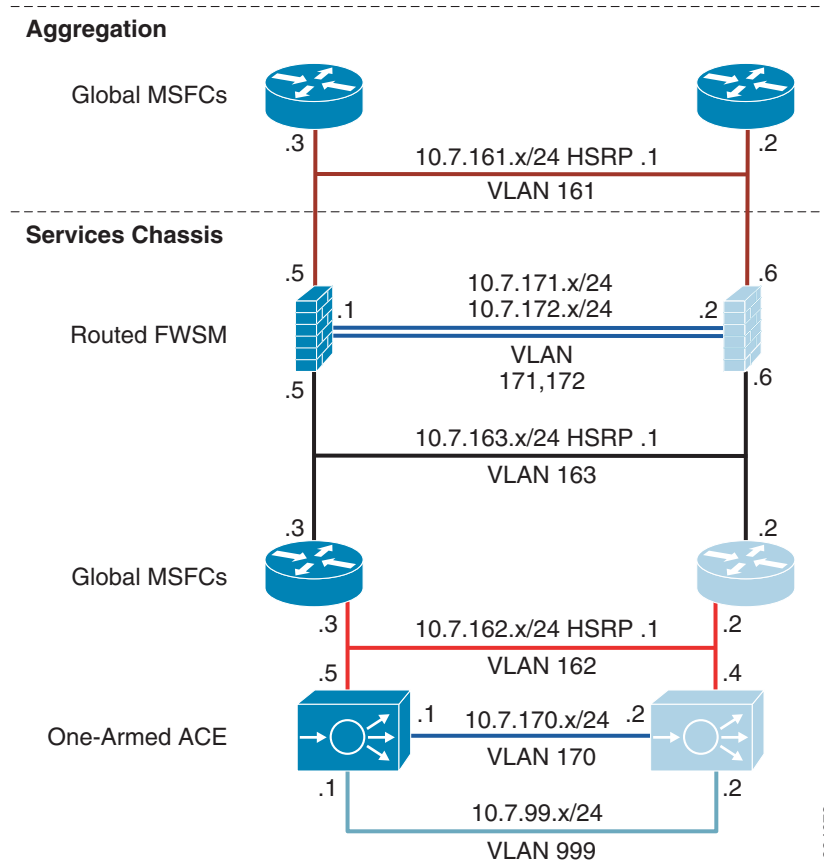 Aggregation
Global MSFCs
.3
10.7.161.x/24 HSRP .1
.2
VLAN 161
Services Chassis
.5
10.7.171.x/24
.6
.1
10.7.172.x/24
.2
Routed FWSM
VLAN
171,172
.5
.6
10.7.163.x/24 HSRP .1
VLAN 163
.3
.2
Global MSFCs
.3
10.7.162.x/24 HSRP .1
.2
.5
VLAN 162
.4
.1
10.7.170.x/24
.2
One-Armed ACE
VLAN 170
.1
.2
10.7.99.x/24
VLAN 999